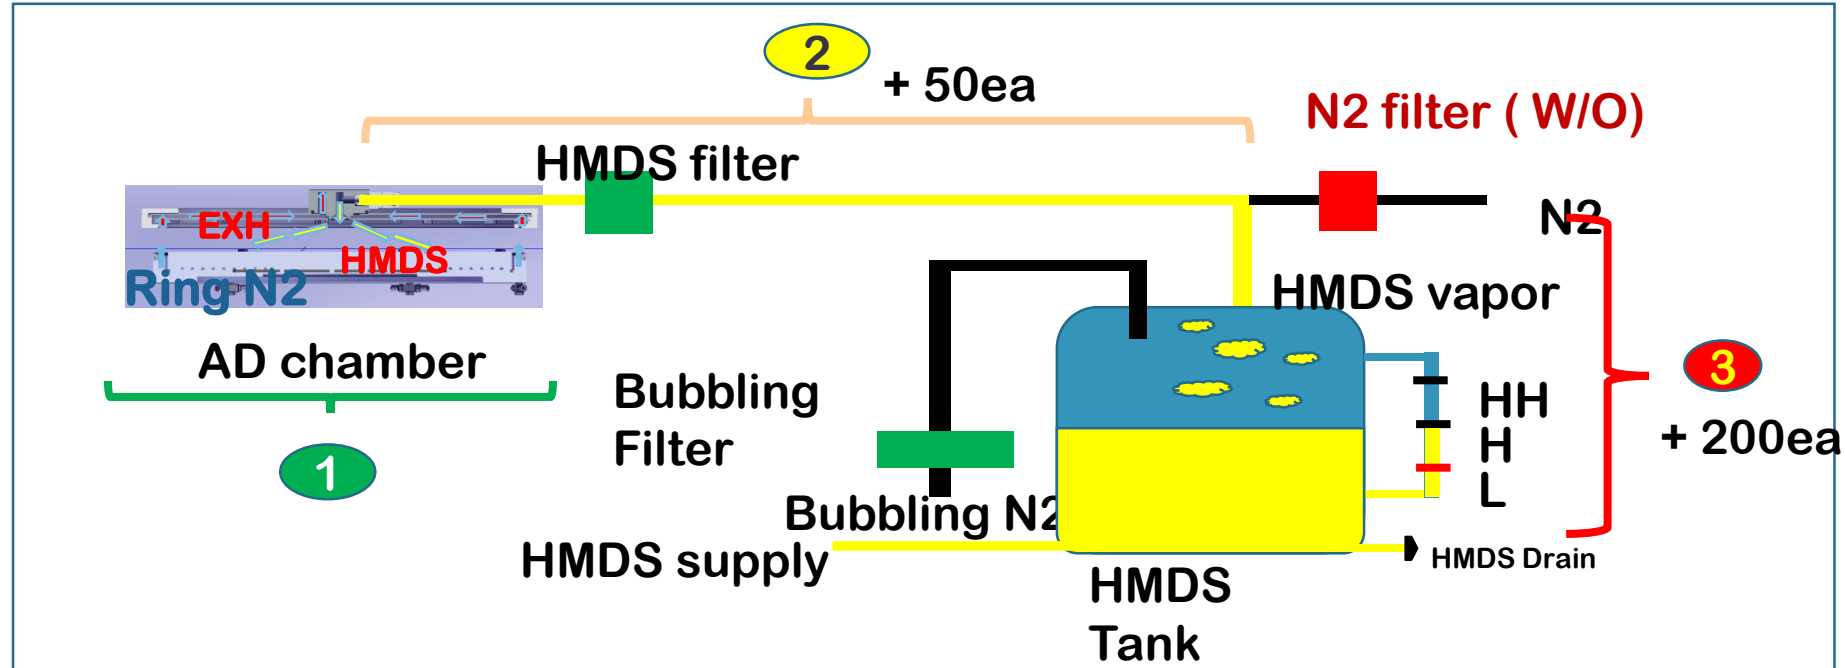 2
+ 50ea
N2 filter ( W/O)
HMDS filter
N2
EXH
HMDS
Ring N2
HMDS vapor
AD chamber
1
Bubbling
Filter
3
HH
H
L
+ 200ea
Bubbling N2
HMDS supply
HMDS Drain
HMDS
Tank